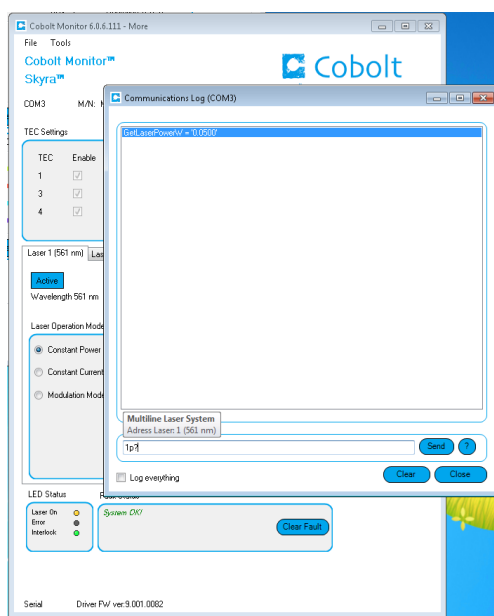 Cobolt Monitor 6.0.6.111 - More
File Tools
Cobolt Monitor™
Skyra™
Cobolt
COM3 M/N:
Communications Log (COM3)
GetLaserPowerW = '0.0500'
TEC Settings
TEC Enable
1
3
4
Laser 1 (561 nm) Las
Active
Wavelength 561 nm
Laser Operation Mode
Constant Power
Constant Current
Modulation Mode
Multiline Laser System
Adress Laser: 1 (561 nm)
1p?
Send ?
Log everything
Clear Close
LED Status
Laser On
Error
Interlock
System OK!
Clear Fault
Serial Driver FW ver:9.001.0082